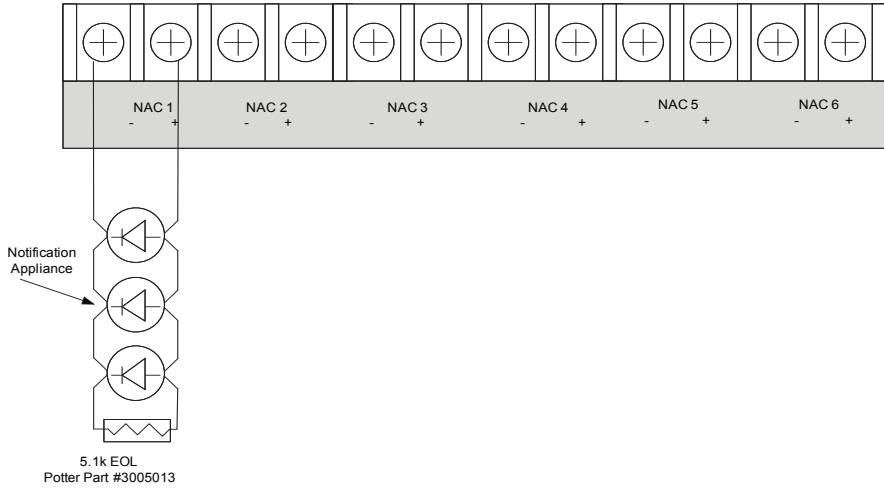 NAC 1 NAC 2 NAC 3 NAC 4 NAC 5 NAC 6
- + - + - + - + - + - +
Notification
Appliance
5.1k EOL
Potter Part #3005013